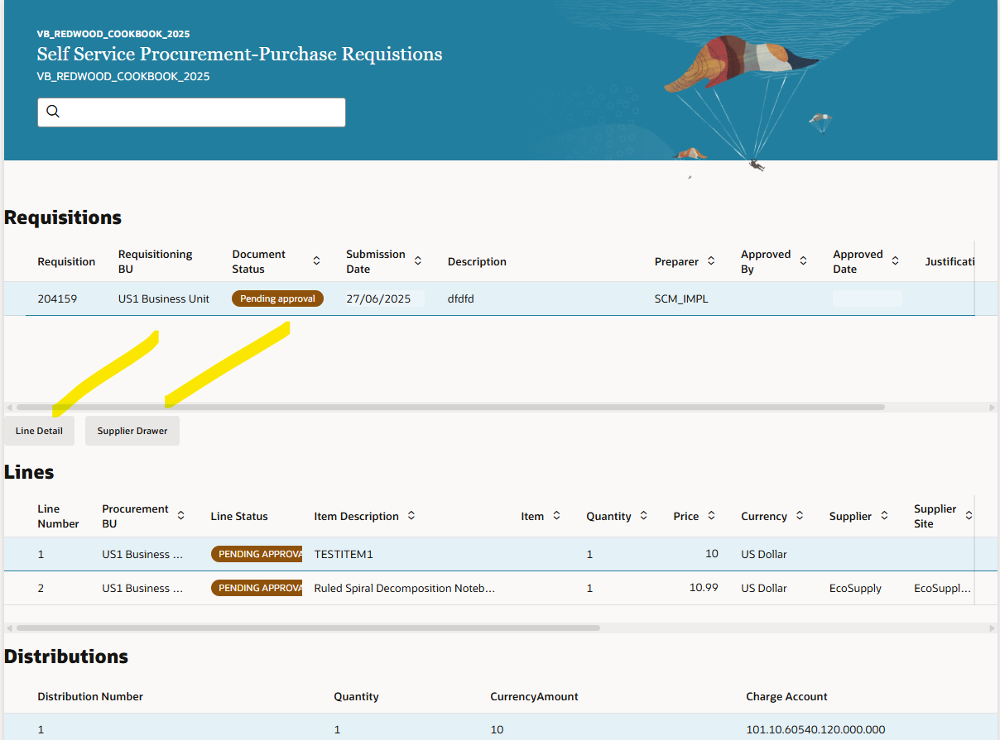 VB_REDWOOD_COOKBOOK_2025
Self Service Procurement-Purchase Requistions
VB_REDWOOD_COOKBOOK_2025
Requisitions
Requisition Requisitioning BU Document Status Submission Date Description Preparer Approved By Approved Date Justificati
204159 US1 Business Unit Pending approval 27/06/2025 dfdfd SCM_IMPL
Line Detail Supplier Drawer
Lines
Line Number Procurement BU Line Status Item Description Item Quantity Price Currency Supplier Supplier Site
1 US1 Business ... PENDING APPROVA TESTITEM1 1 10 US Dollar
2 US1 Business ... PENDING APPROVA Ruled Spiral Decomposition Noteb... 1 10.99 US Dollar EcoSupply EcoSuppl...
Distributions
Distribution Number Quantity CurrencyAmount Charge Account
1 1 10 101.10.60540.120.000.000